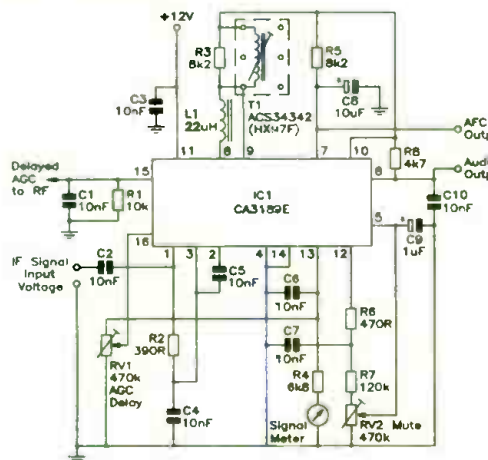 +12V
R3
8k2
R5
8k2
C3
10nF
L1
22uH
T1
ACS34342
(HX97F)
+
C8
10uF
AFC
Output
Audio
Output
R8
4k7
11
8
9
7
10
Delayed
AGC
to RF
15
6
IC1
CA3189E
C1
10nF
R1
10k
C10
10nF
16
5
+
C9
1uF
1
3
2
4
14
13
12
C2
10nF
C5
10nF
IF Signal
Input
Voltage
C6
10nF
R6
470R
R2
390R
C7
10nF
RV1
470k
AGC
Delay
R4
6k8
R7
120k
C4
10nF
Signal
Meter
RV2 Mute
470k